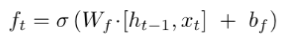 f_t = σ (W_f · [h_{t−1}, x_t] + b_f)